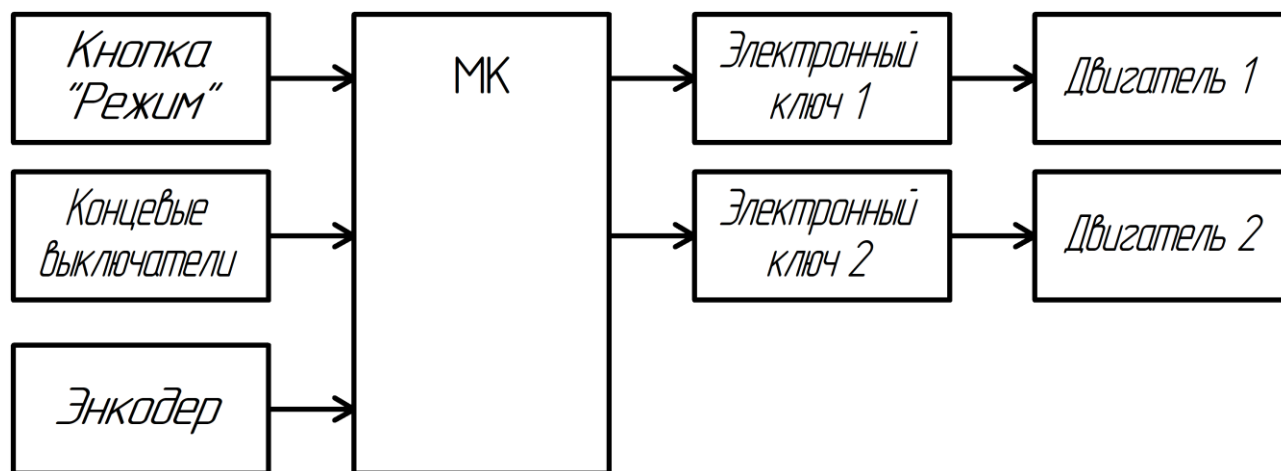 Кнопка
"Режим"
МК
Электронный
ключ 1
Двигатель 1
Концевые
выключатели
Электронный
ключ 2
Двигатель 2
Энкодер